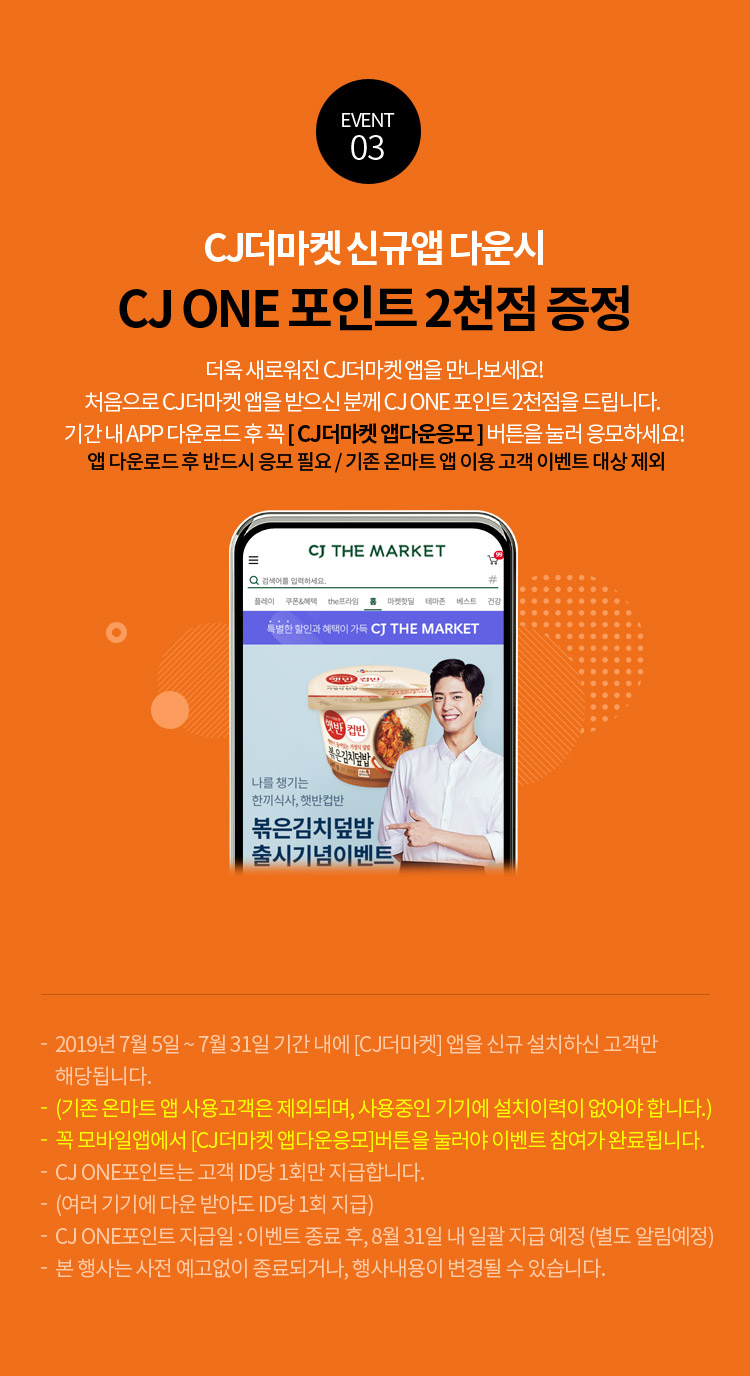 EVENT
03
CJ더마켓 신규앱 다운시
CJ ONE 포인트 2천점 증정
더욱 새로워진 CJ더마켓 앱을 만나보세요!
처음으로 CJ더마켓 앱을 받으신 분께 CJ ONE 포인트 2천점을 드립니다.
기간 내 APP 다운로드 후 꼭 [ CJ더마켓 앱다운응모 ] 버튼을 눌러 응모하세요!
앱 다운로드 후 반드시 응모 필요 / 기존 온마트 앱 이용 고객 이벤트 대상 제외
CJ THE MARKET
99
검색어를 입력하세요. #
플레이 쿠폰&혜택 the프라임 홈 마켓핫딜 테마존 베스트 건강
특별한 할인과 혜택이 가득 CJ THE MARKET
햇반 컵반
햇반 컵반
볶은김치덮밥
나를 챙기는
한끼식사, 햇반컵반
볶은김치덮밥
출시기념이벤트
- 2019년 7월 5일 ~ 7월 31일 기간 내에 [CJ더마켓] 앱을 신규 설치하신 고객만
해당됩니다.
- (기존 온마트 앱 사용고객은 제외되며, 사용중인 기기에 설치이력이 없어야 합니다.)
- 꼭 모바일앱에서 [CJ더마켓 앱다운응모]버튼을 눌러야 이벤트 참여가 완료됩니다.
- CJ ONE포인트는 고객 ID당 1회만 지급합니다.
- (여러 기기에 다운 받아도 ID당 1회 지급)
- CJ ONE포인트 지급일 : 이벤트 종료 후, 8월 31일 내 일괄 지급 예정 (별도 알림예정)
- 본 행사는 사전 예고없이 종료되거나, 행사내용이 변경될 수 있습니다.